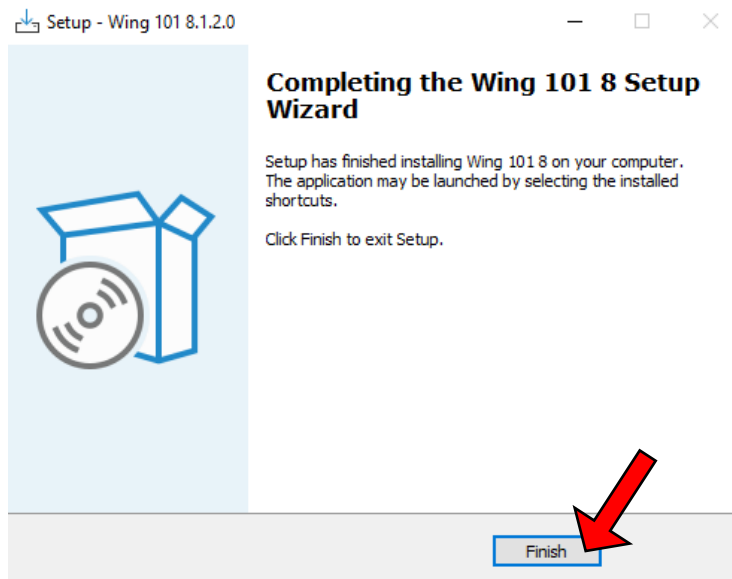 Setup - Wing 101 8.1.2.0
Completing the Wing 101 8 Setup
Wizard
Setup has finished installing Wing 101 8 on your computer.
The application may be launched by selecting the installed
shortcuts.
Click Finish to exit Setup.
Finish